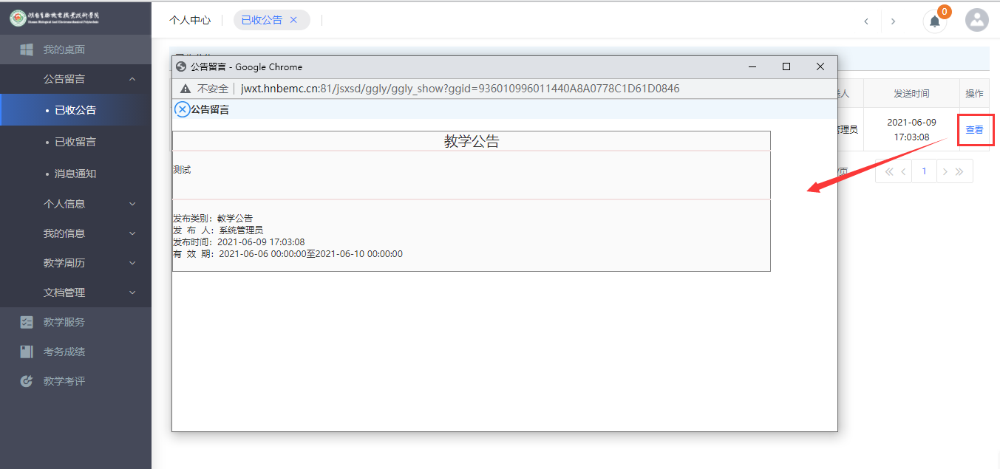 湖南生物机电职业技术学院
Hunan Biological And Electromechanical Polytechnic
个人中心
已收公告
0
我的桌面
公告留言
已收公告
已收留言
消息通知
个人信息
我的信息
教学周历
文档管理
教学服务
考务成绩
教学考评
公告留言 - Google Chrome
不安全 jwxt.hnbemc.cn:81/jsxsd/ggly/ggly_show?ggid=936010996011440A8A0778C1D61D0846
公告留言
教学公告
测试
发布类别：教学公告
发 布 人：系统管理员
发布时间：2021-06-09 17:03:08
有 效 期：2021-06-06 00:00:00至2021-06-10 00:00:00
人 发送时间 操作
管理员 2021-06-09 17:03:08 查看
页 1